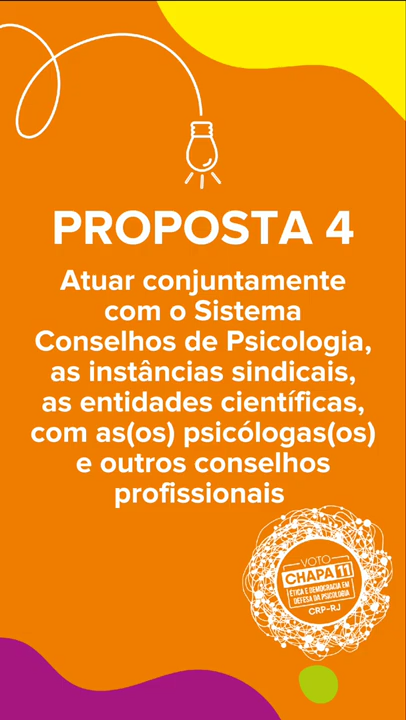 PROPOSTA 4
Atuar conjuntamente
com o Sistema
Conselhos de Psicologia,
as instâncias sindicais,
as entidades científicas,
com as(os) psicólogas(os)
e outros conselhos
profissionais
VOTO
CHAPA 11
ÉTICA E DEMOCRACIA EM
DEFESA DA PSICOLOGIA
CRP-RJ